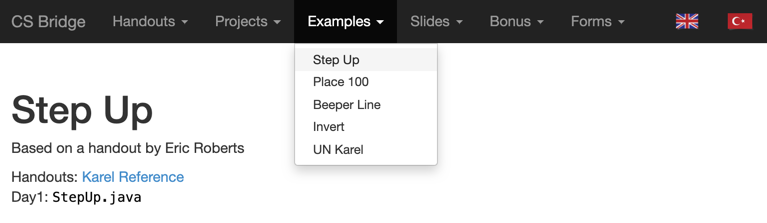 CS Bridge Handouts Projects Examples Slides Bonus Forms
Step Up
Place 100
Beeper Line
Invert
UN Karel
Step Up
Based on a handout by Eric Roberts
Handouts: Karel Reference
Day1: StepUp.java